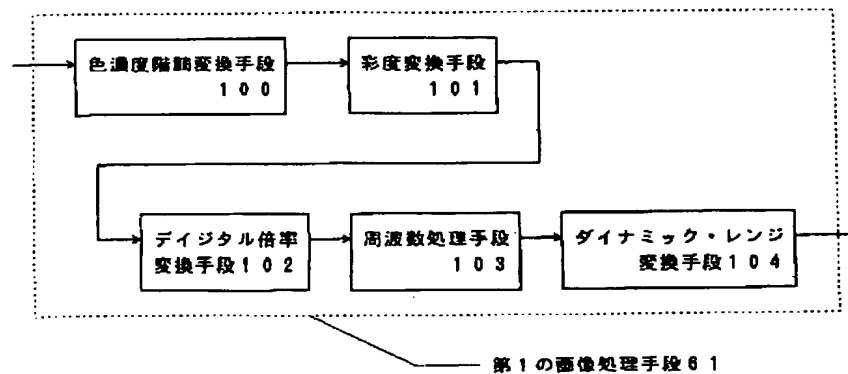 色濃度階調変換手段
100
彩度変換手段
101
デイジタル倍率
変換手段102
周波数処理手段
103
ダイナミック・レンジ
変換手段104
第1の画像処理手段61